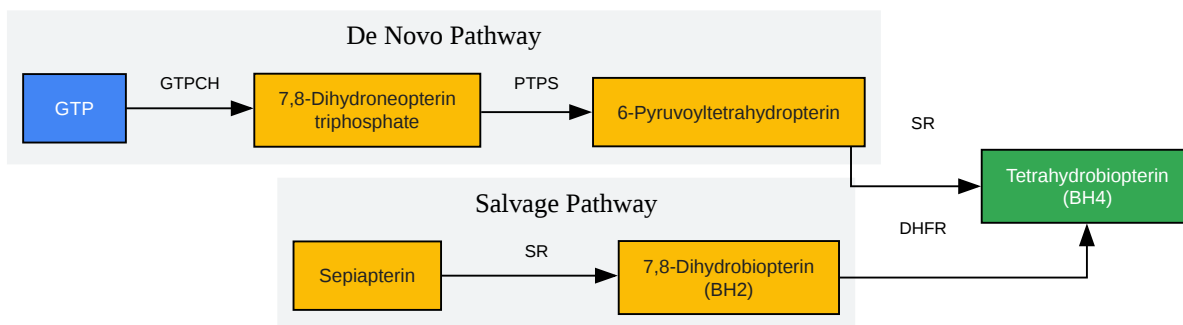 De Novo Pathway
GTP
GTPCH
7,8-Dihydroneopterin
triphosphate
PTPS
6-Pyruvoyltetrahydropterin
SR
Tetrahydrobiopterin
(BH4)
Salvage Pathway
Sepiapterin
SR
7,8-Dihydrobiopterin
(BH2)
DHFR